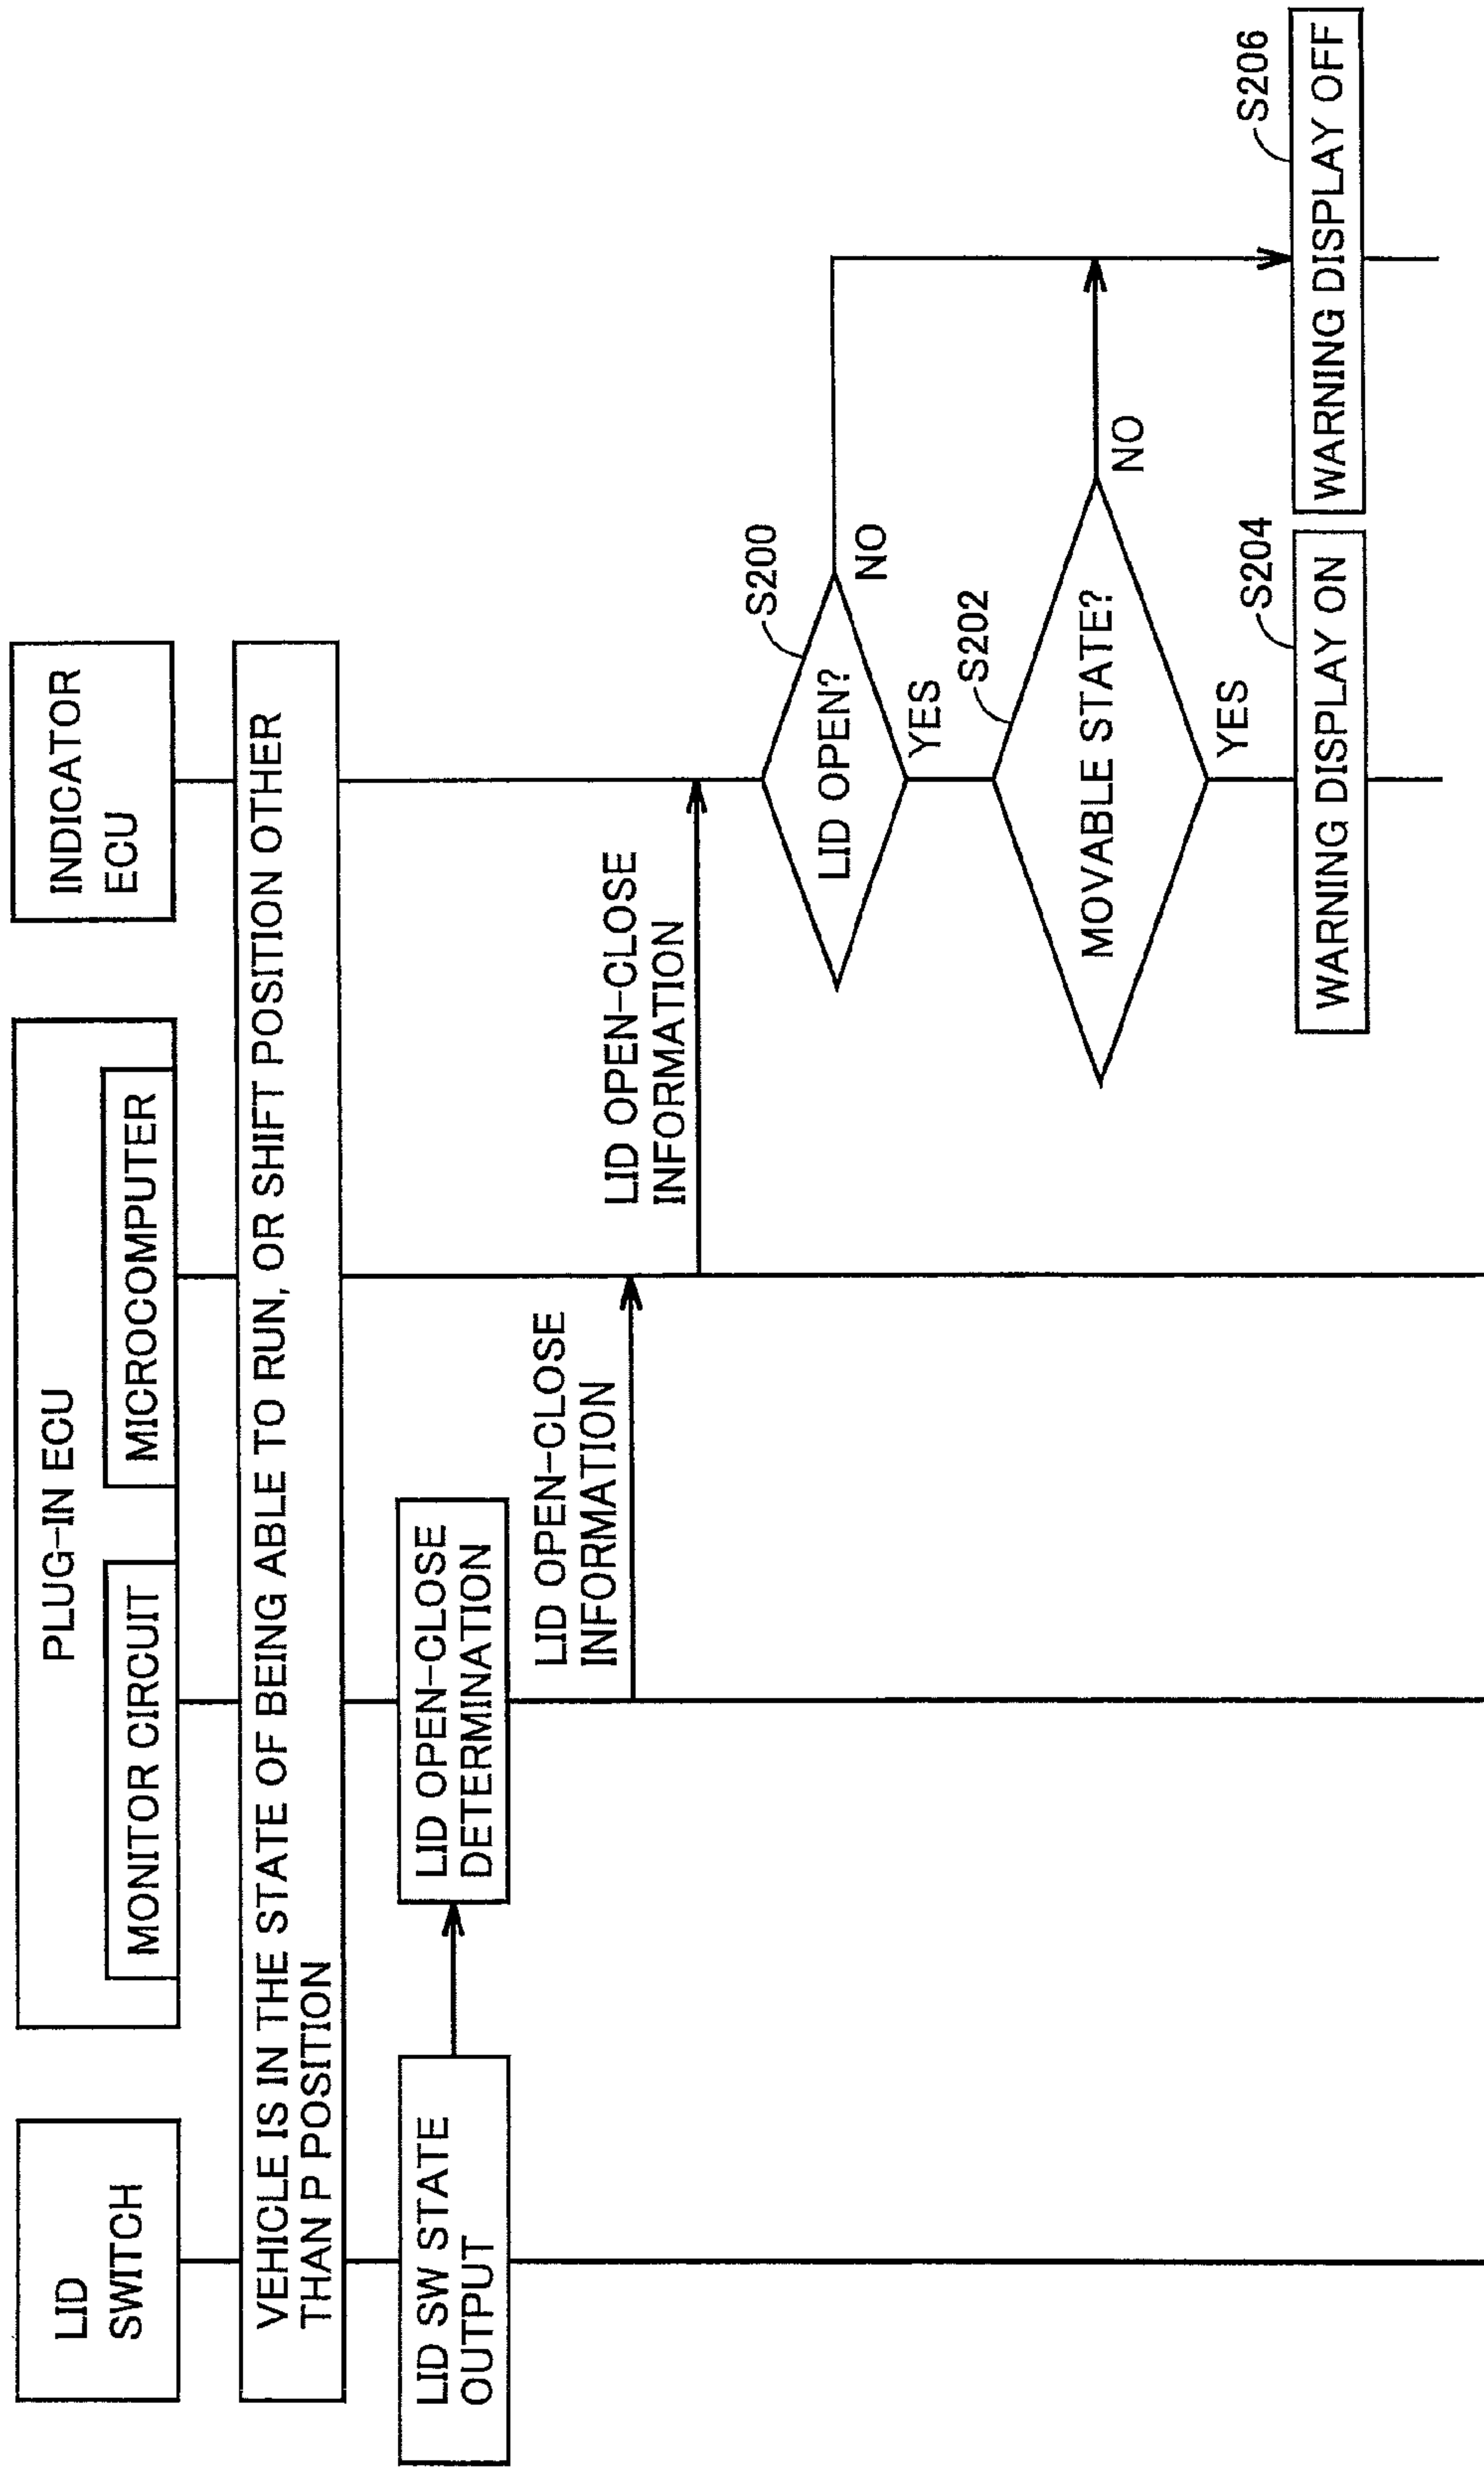 LID
SWITCH
PLUG-IN ECU
MONITOR CIRCUIT
MICROCOMPUTER
INDICATOR
ECU
VEHICLE IS IN THE STATE OF BEING ABLE TO RUN, OR SHIFT POSITION OTHER
THAN P POSITION
LID SW STATE
OUTPUT
LID OPEN-CLOSE
DETERMINATION
LID OPEN-CLOSE
INFORMATION
LID OPEN-CLOSE
INFORMATION
S200
LID OPEN?
NO
YES
S202
MOVABLE STATE?
NO
YES
S204
WARNING DISPLAY ON
S206
WARNING DISPLAY OFF